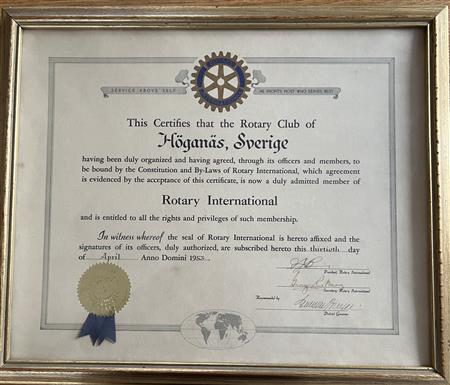 SERVICE ABOVE SELF
HE PROFITS MOST WHO SERVES BEST
This Certifies that the Rotary Club of
Höganäs, Sverige
having been duly organized and having agreed, through its officers and members, to
be bound by the Constitution and By-Laws of Rotary International, which agreement
is evidenced by the acceptance of this certificate, is now a duly admitted member of
Rotary International
and is entitled to all the rights and privileges of such membership.
In witness whereof the seal of Rotary International is hereto affixed and the
signatures of its officers, duly authorized, are subscribed hereto this thirtieth day
of April Anno Domini 1953.
President, Rotary International
Secretary, Rotary International
Recommended by
District Governor